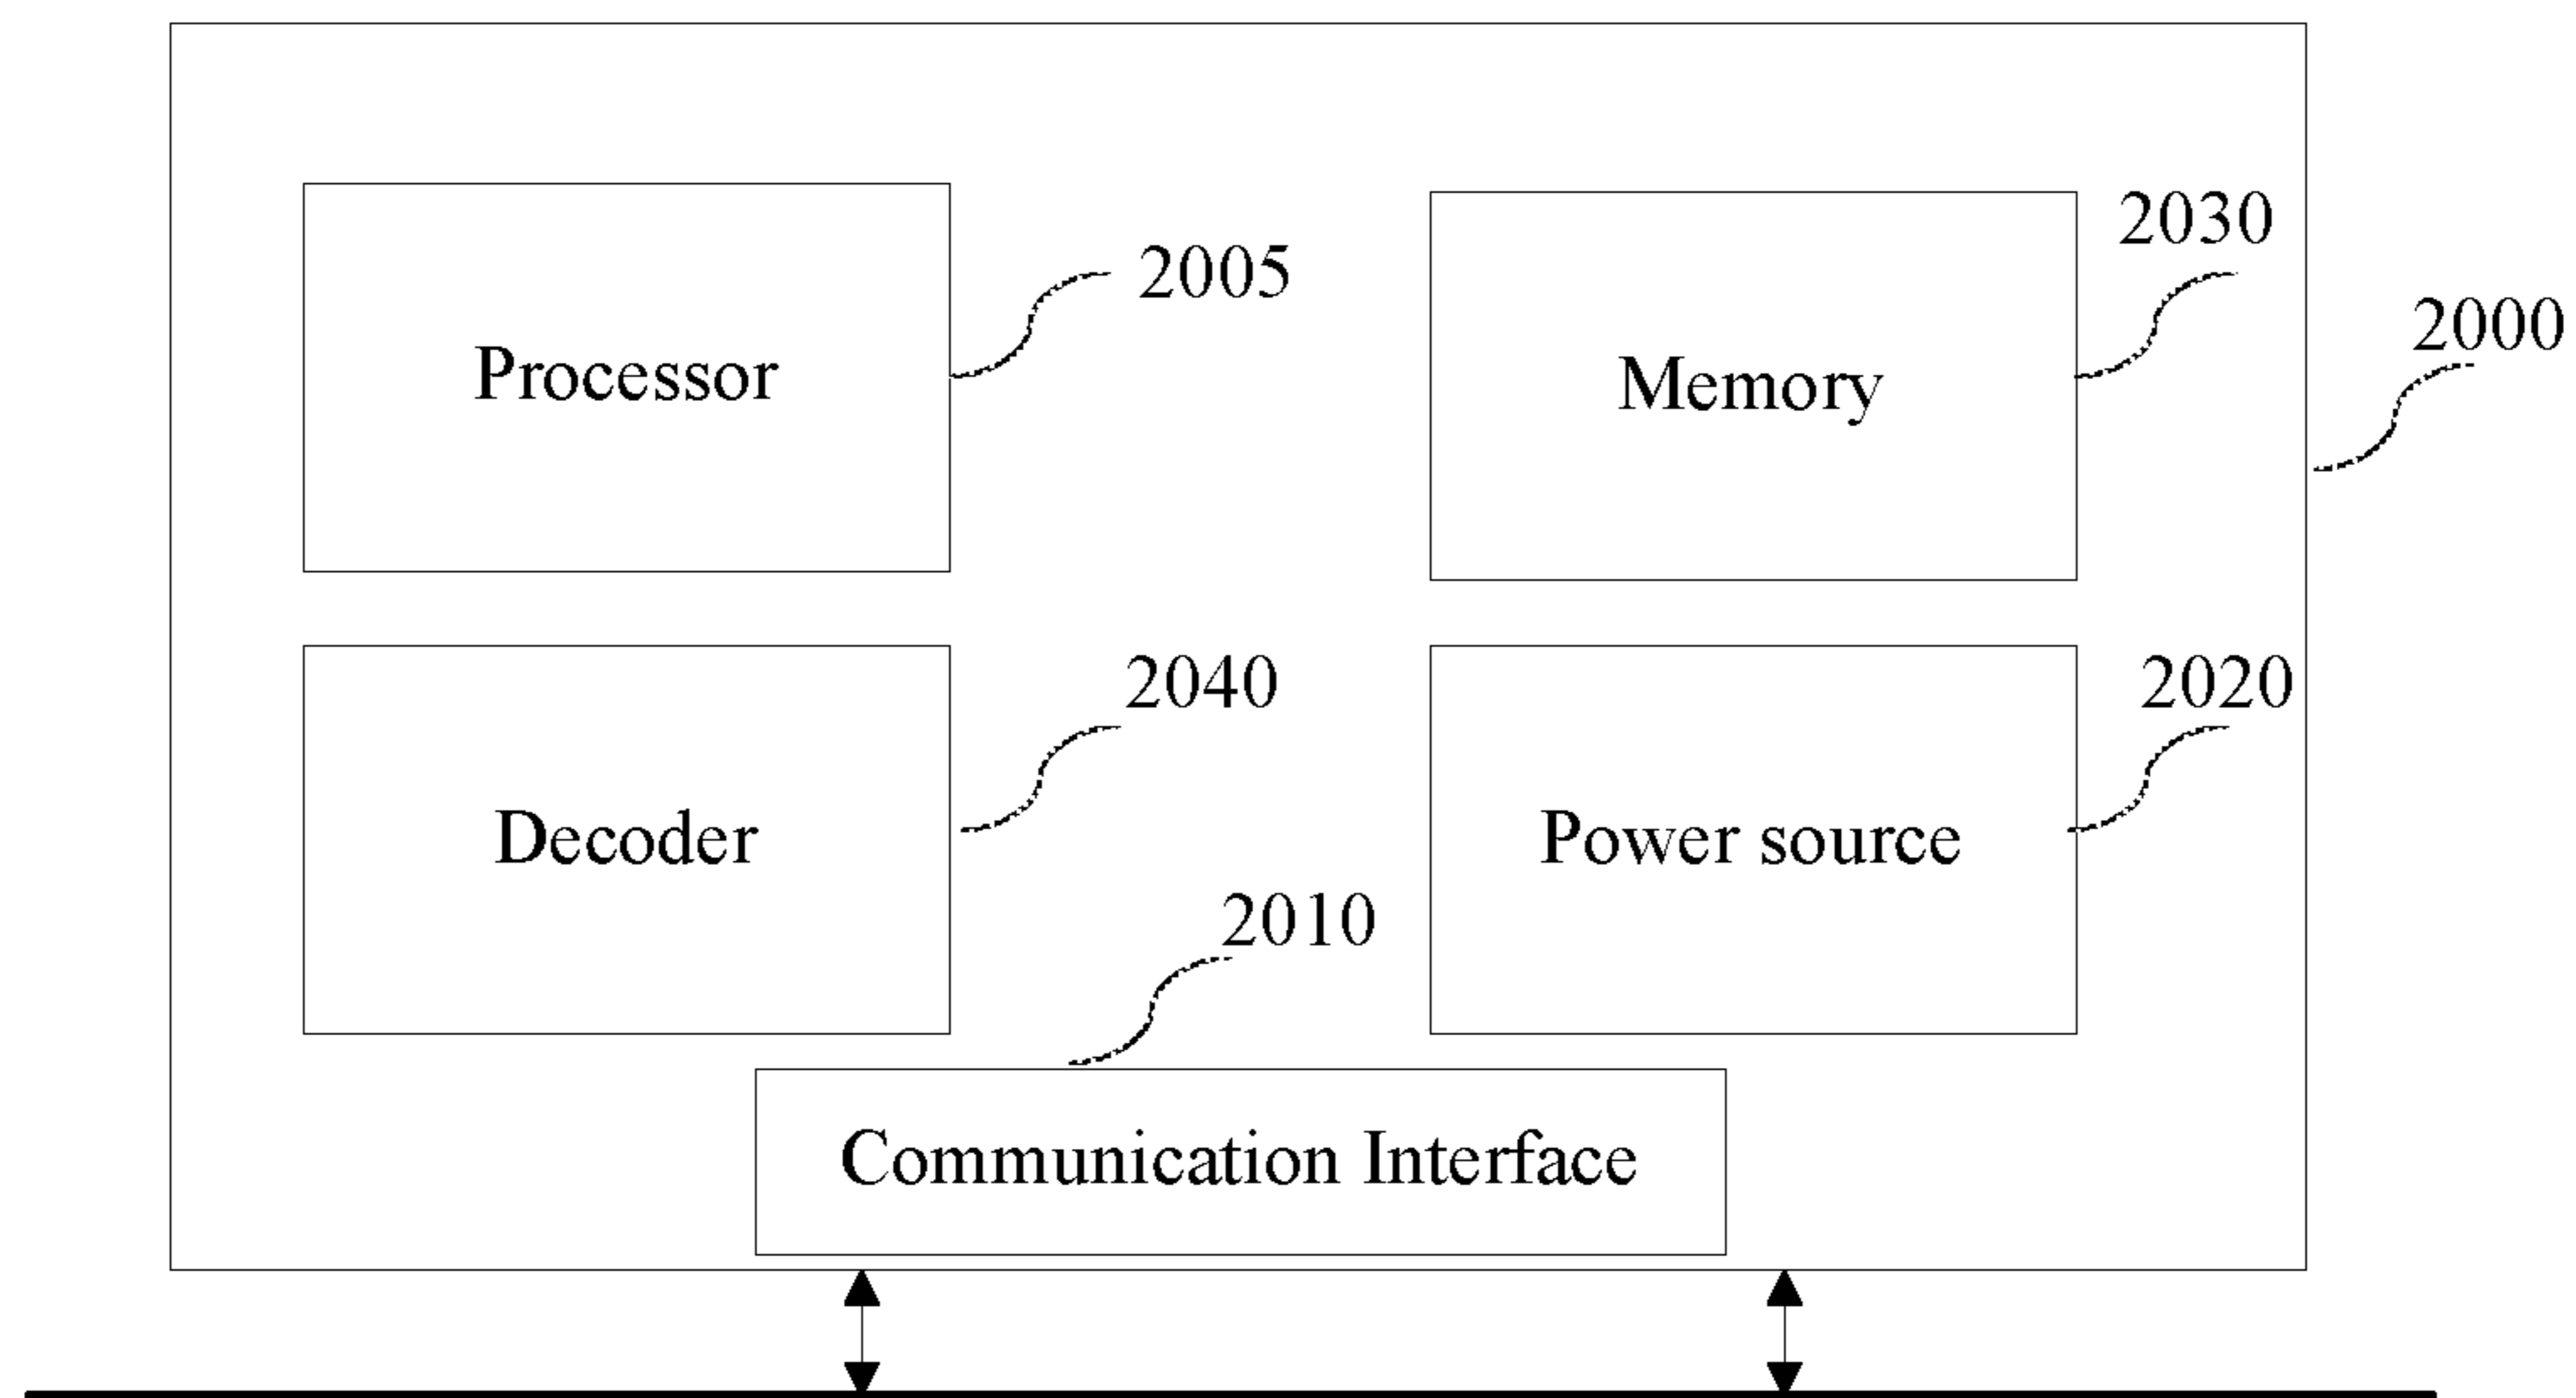 2030
2005
2000
Processor
Memory
2040
2020
Decoder
Power source
2010
Communication Interface